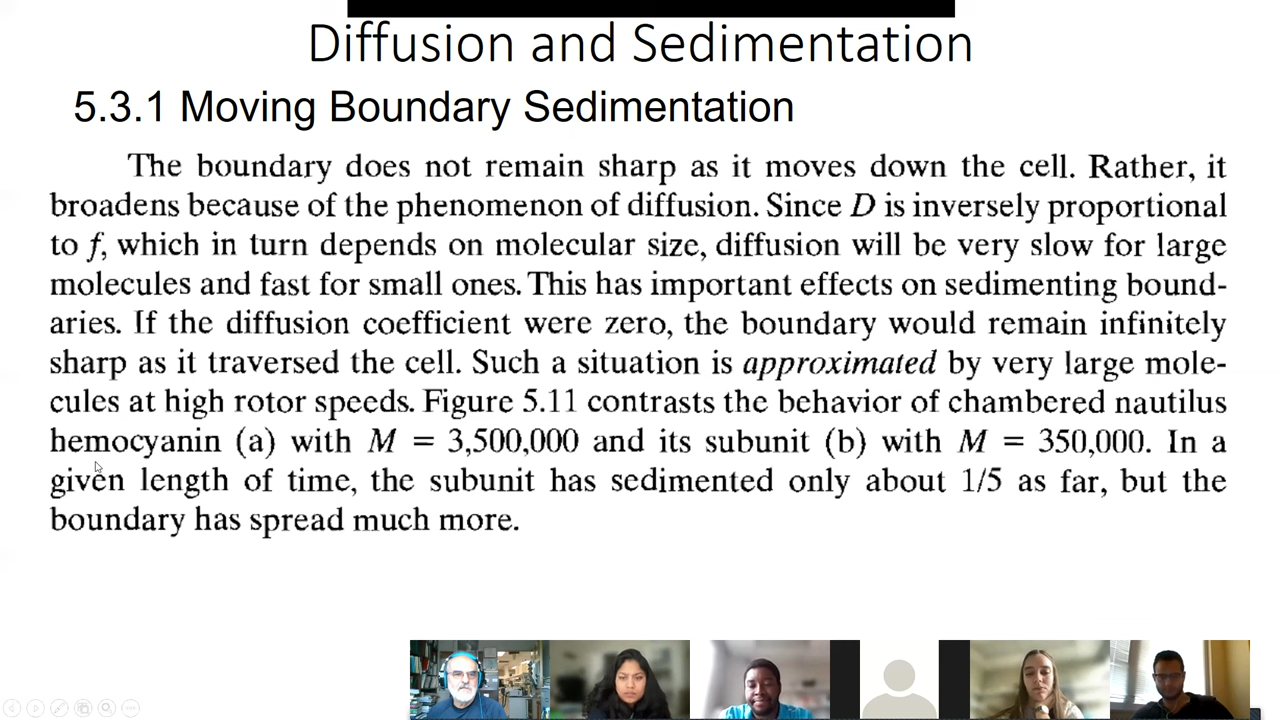 Diffusion and Sedimentation
5.3.1 Moving Boundary Sedimentation
The boundary does not remain sharp as it moves down the cell. Rather, it
broadens because of the phenomenon of diffusion. Since D is inversely proportional
to f, which in turn depends on molecular size, diffusion will be very slow for large
molecules and fast for small ones. This has important effects on sedimenting bound-
aries. If the diffusion coefficient were zero, the boundary would remain infinitely
sharp as it traversed the cell. Such a situation is approximated by very large mole-
cules at high rotor speeds. Figure 5.11 contrasts the behavior of chambered nautilus
hemocyanin (a) with M = 3,500,000 and its subunit (b) with M = 350,000. In a
given length of time, the subunit has sedimented only about 1/5 as far, but the
boundary has spread much more.